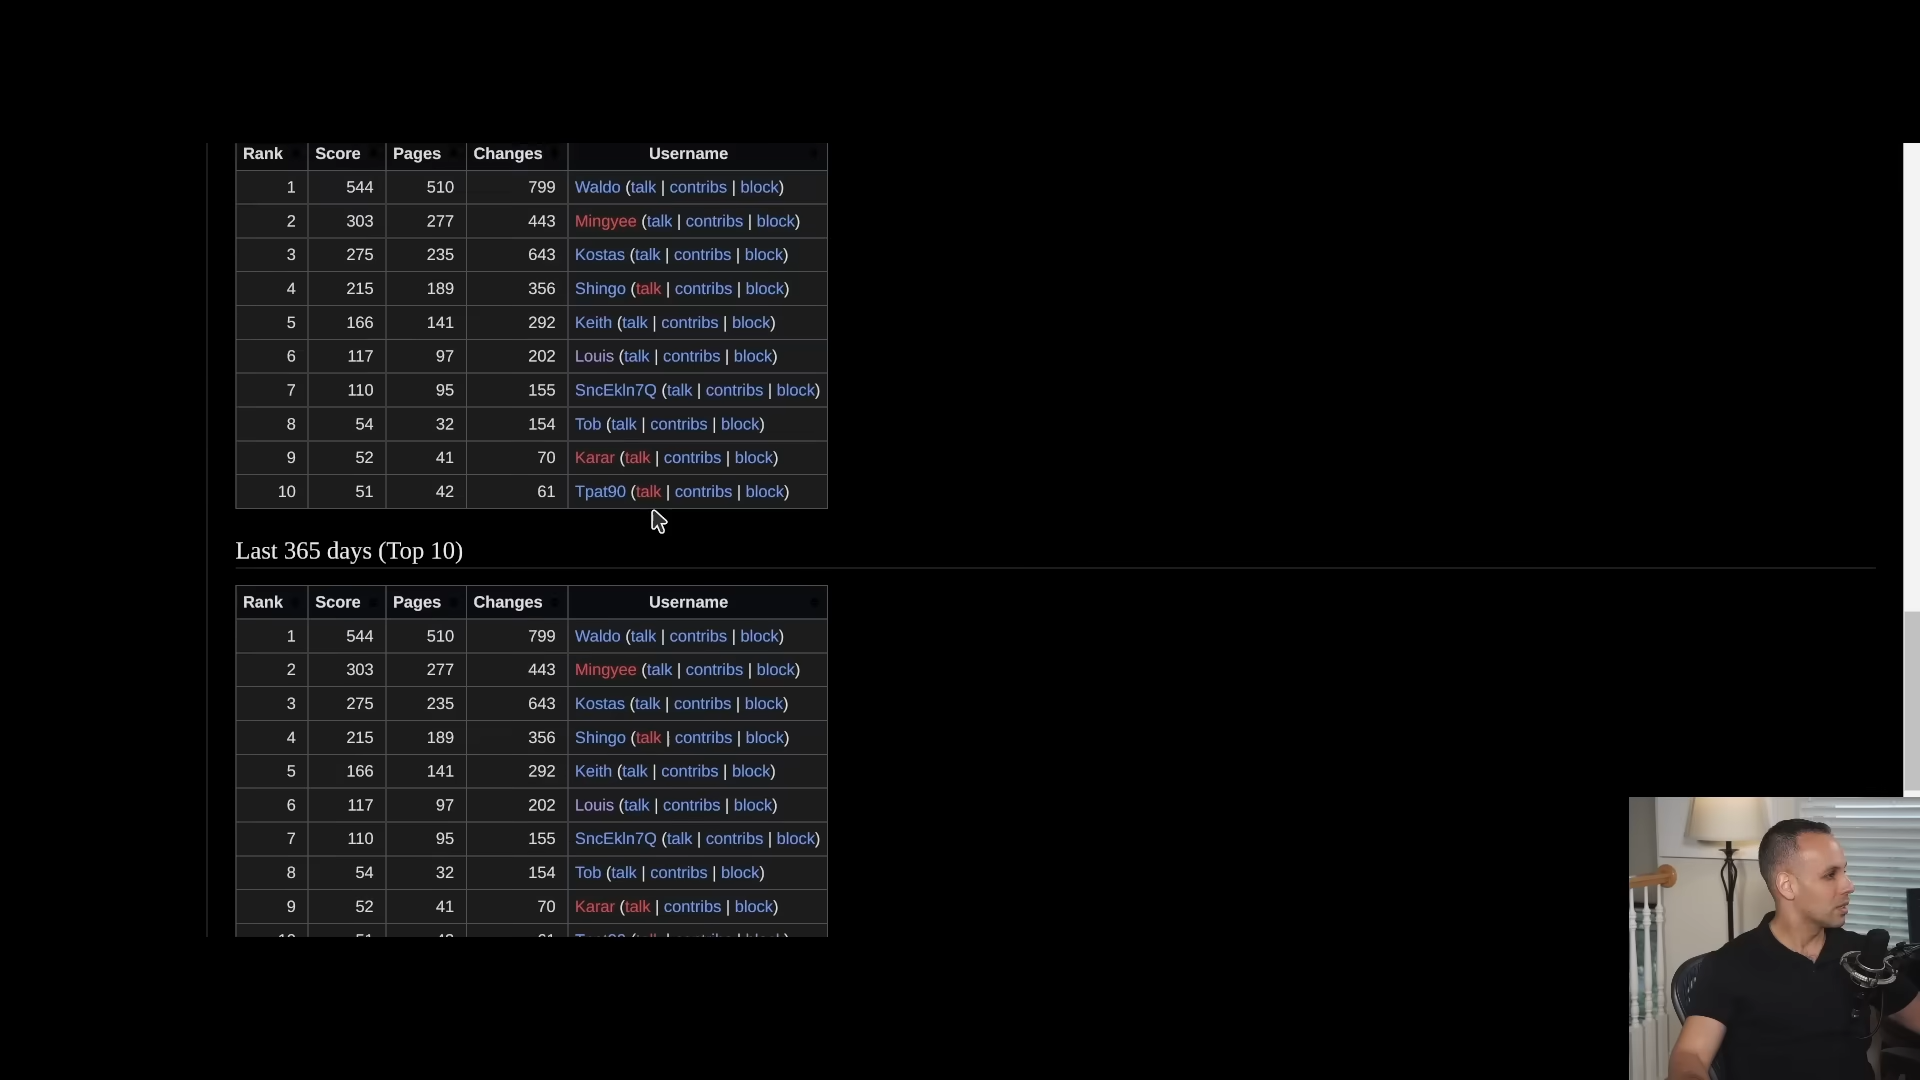 Rank Score Pages Changes Username
1 544 510 799 Waldo (talk | contribs | block)
2 303 277 443 Mingyee (talk | contribs | block)
3 275 235 643 Kostas (talk | contribs | block)
4 215 189 356 Shingo (talk | contribs | block)
5 166 141 292 Keith (talk | contribs | block)
6 117 97 202 Louis (talk | contribs | block)
7 110 95 155 SncEkln7Q (talk | contribs | block)
8 54 32 154 Tob (talk | contribs | block)
9 52 41 70 Karar (talk | contribs | block)
10 51 42 61 Tpat90 (talk | contribs | block)
Last 365 days (Top 10)
Rank Score Pages Changes Username
1 544 510 799 Waldo (talk | contribs | block)
2 303 277 443 Mingyee (talk | contribs | block)
3 275 235 643 Kostas (talk | contribs | block)
4 215 189 356 Shingo (talk | contribs | block)
5 166 141 292 Keith (talk | contribs | block)
6 117 97 202 Louis (talk | contribs | block)
7 110 95 155 SncEkln7Q (talk | contribs | block)
8 54 32 154 Tob (talk | contribs | block)
9 52 41 70 Karar (talk | contribs | block)